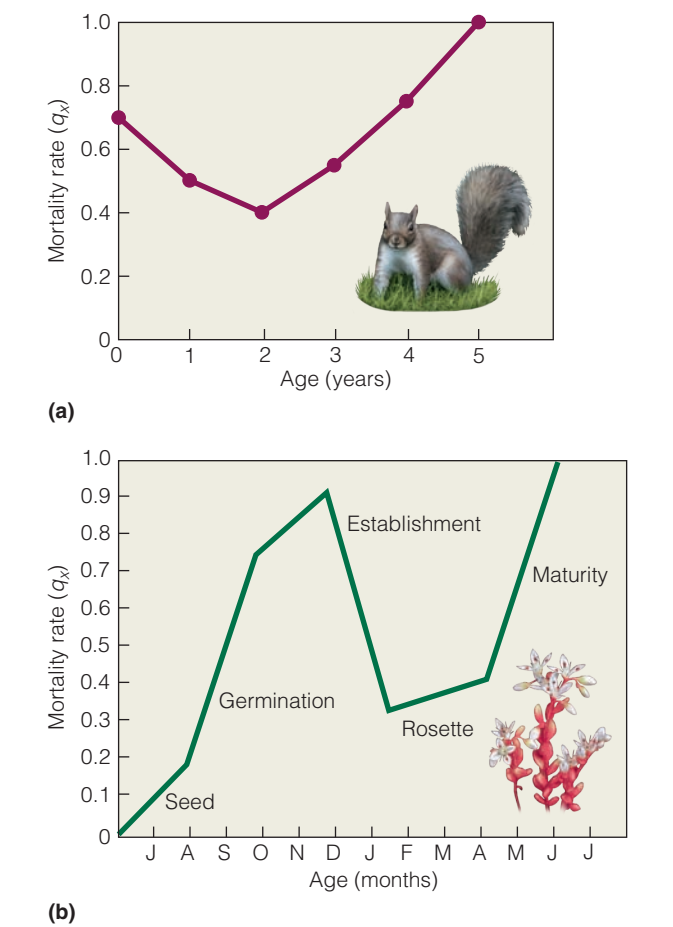 1.0
0.8
0.6
0.4
0.2
0
Mortality rate (qx)
0 1 2 3 4 5
Age (years)
(a)
1.0
0.9
0.8
0.7
0.6
0.5
0.4
0.3
0.2
0.1
0
Mortality rate (qx)
Establishment
Maturity
Germination
Rosette
Seed
J A S O N D J F M A M J J
Age (months)
(b)